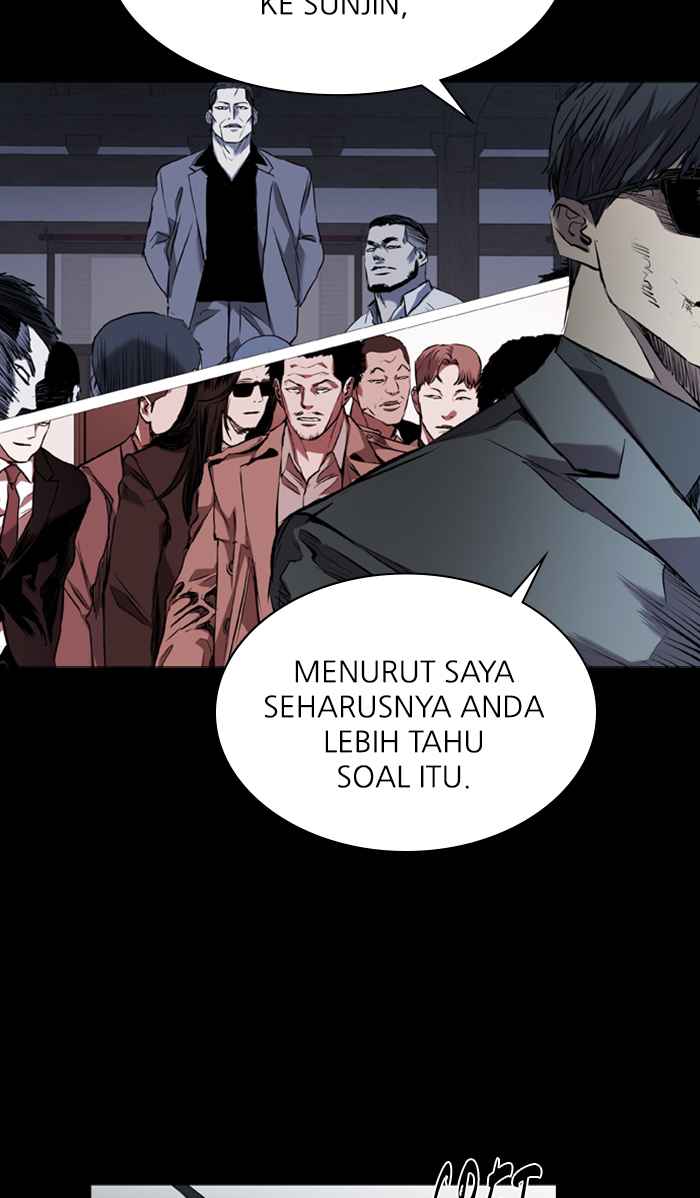 KE SUNJIN,
MENURUT SAYA
SEHARUSNYA ANDA
LEBIH TAHU
SOAL ITU.